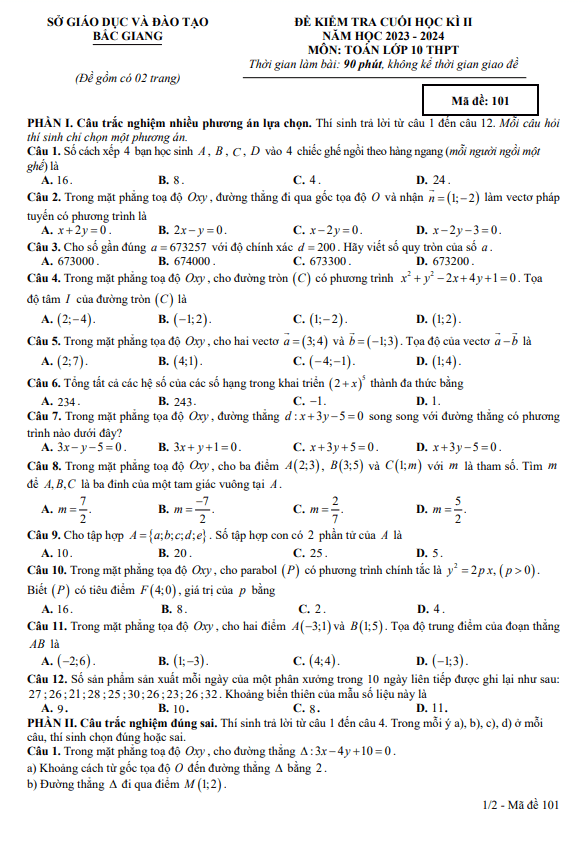 SỞ GIÁO DỤC VÀ ĐÀO TẠO
BẮC GIANG
(Đề gồm có 02 trang)
ĐỀ KIỂM TRA CUỐI HỌC KÌ II
NĂM HỌC 2023 - 2024
MÔN: TOÁN LỚP 10 THPT
Thời gian làm bài: 90 phút, không kể thời gian giao đề
Mã đề: 101
PHẦN I. Câu trắc nghiệm nhiều phương án lựa chọn. Thí sinh trả lời từ câu 1 đến câu 12. Mỗi câu hỏi
thí sinh chỉ chọn một phương án.
Câu 1. Số cách xếp 4 bạn học sinh A, B, C, D vào 4 chiếc ghế ngồi theo hàng ngang (mỗi người ngồi một
ghế) là
A. 16. B. 8. C. 4. D. 24.
Câu 2. Trong mặt phẳng toạ độ Oxy, đường thẳng đi qua gốc tọa độ O và nhận n⃗ = (1;−2) làm vectơ pháp
tuyến có phương trình là
A. x+2y=0. B. 2x−y=0. C. x−2y=0. D. x−2y−3=0.
Câu 3. Cho số gần đúng a = 673257 với độ chính xác d = 200. Hãy viết số quy tròn của số a.
A. 673000. B. 674000. C. 673300. D. 673200.
Câu 4. Trong mặt phẳng toạ độ Oxy, cho đường tròn (C) có phương trình x²+y²−2x+4y+1=0. Tọa
độ tâm I của đường tròn (C) là
A. (2;−4). B. (−1;2). C. (1;−2). D. (1;2).
Câu 5. Trong mặt phẳng tọa độ Oxy, cho hai vectơ a⃗=(3;4) và b⃗=(−1;3). Tọa độ của vectơ a⃗−b⃗ là
A. (2;7). B. (4;1). C. (−4;−1). D. (1;4).
Câu 6. Tổng tất cả các hệ số của các số hạng trong khai triển (2+x)⁵ thành đa thức bằng
A. 234. B. 243. C. −1. D. 1.
Câu 7. Trong mặt phẳng tọa độ Oxy, đường thẳng d:x+3y−5=0 song song với đường thẳng có phương
trình nào dưới đây?
A. 3x−y−5=0. B. 3x+y+1=0. C. x+3y+5=0. D. x+3y−5=0.
Câu 8. Trong mặt phẳng toạ độ Oxy, cho ba điểm A(2;3), B(3;5) và C(1;m) với m là tham số. Tìm m
để A,B,C là ba đỉnh của một tam giác vuông tại A.
A. m=7/2. B. m=−7/2. C. m=2/7. D. m=5/2.
Câu 9. Cho tập hợp A={a;b;c;d;e}. Số tập hợp con có 2 phần tử của A là
A. 10. B. 20. C. 25. D. 5.
Câu 10. Trong mặt phẳng tọa độ Oxy, cho parabol (P) có phương trình chính tắc là y²=2px,(p>0).
Biết (P) có tiêu điểm F(4;0), giá trị của p bằng
A. 16. B. 8. C. 2. D. 4.
Câu 11. Trong mặt phẳng tọa độ Oxy, cho hai điểm A(−3;1) và B(1;5). Tọa độ trung điểm của đoạn thẳng
AB là
A. (−2;6). B. (1;−3). C. (4;4). D. (−1;3).
Câu 12. Số sản phẩm sản xuất mỗi ngày của một phân xưởng trong 10 ngày liên tiếp được ghi lại như sau:
27;26;21;28;25;30;26;23;26;32. Khoảng biến thiên của mẫu số liệu này là
A. 9. B. 10. C. 8. D. 11.
PHẦN II. Câu trắc nghiệm đúng sai. Thí sinh trả lời từ câu 1 đến câu 4. Trong mỗi ý a), b), c), d) ở mỗi
câu, thí sinh chọn đúng hoặc sai.
Câu 1. Trong mặt phẳng toạ độ Oxy, cho đường thẳng Δ:3x−4y+10=0.
a) Khoảng cách từ gốc tọa độ O đến đường thẳng Δ bằng 2.
b) Đường thẳng Δ đi qua điểm M(1;2).
1/2 - Mã đề 101